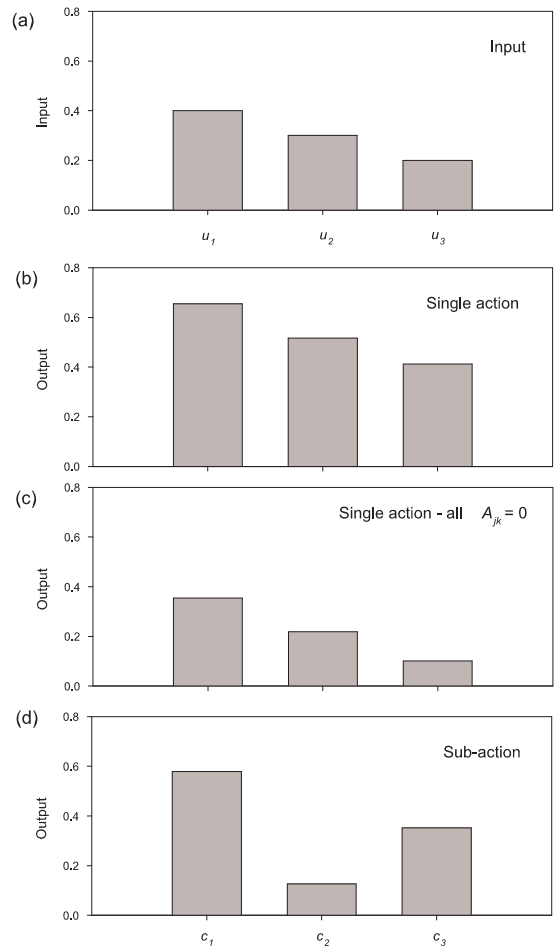 (a)
Input
0.8
0.6
0.4
0.2
0.0
Input
u1 u2 u3
(b)
Single action
0.8
0.6
0.4
0.2
0.0
Output
(c)
Single action - all Ajk = 0
0.8
0.6
0.4
0.2
0.0
Output
(d)
Sub-action
0.8
0.6
0.4
0.2
0.0
Output
c1 c2 c3